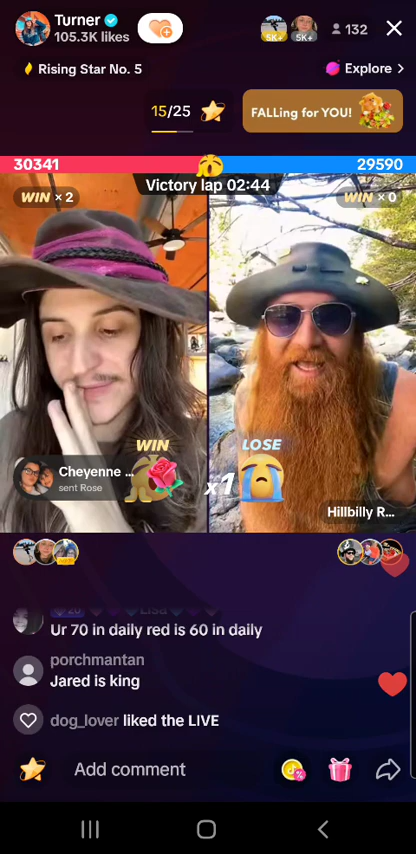 Turner
105.3K likes
5K+
5K+
132
Rising Star No. 5
Explore >
15/25
FALLing for YOU!
30341
29590
Victory lap 02:44
WIN × 2
WIN × 0
WIN
LOSE
Cheyenne ...
sent Rose
x1
Hillbilly R...
20
Lisa
Ur 70 in daily red is 60 in daily
porchmantan
Jared is king
dog_lover liked the LIVE
Add comment